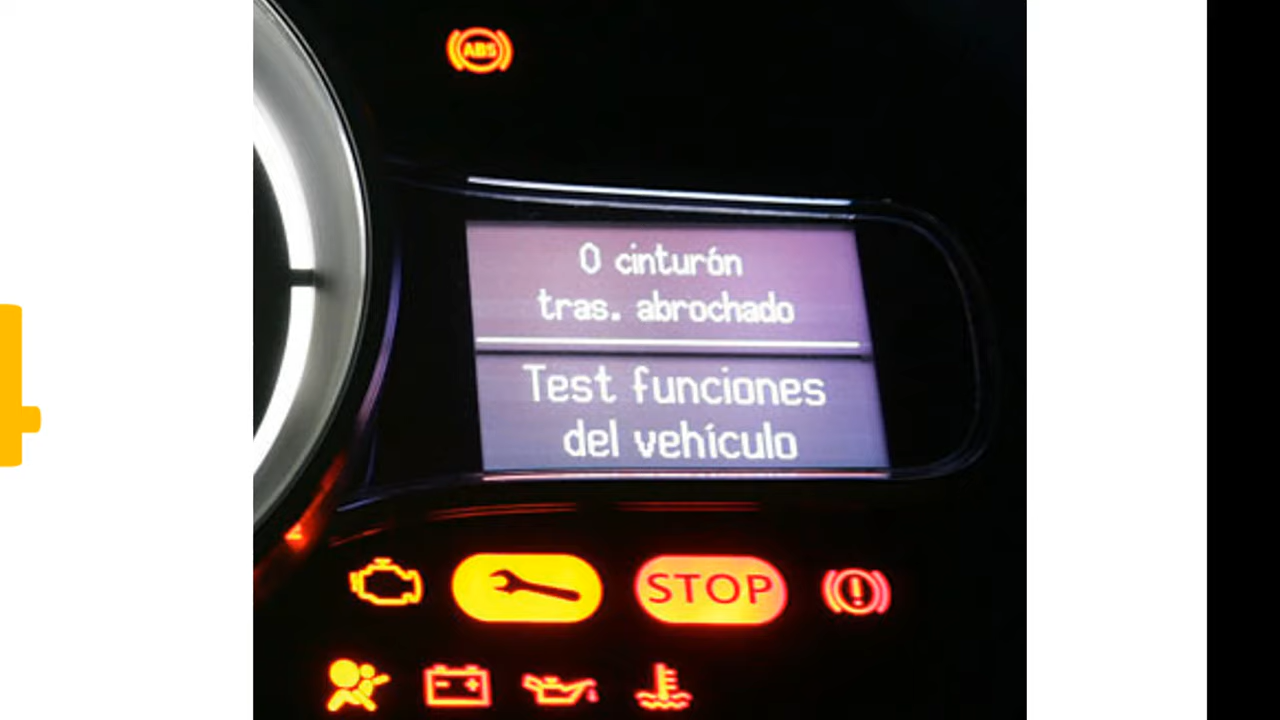 ABS
0 cinturón
tras. abrochado
Test funciones
del vehículo
STOP